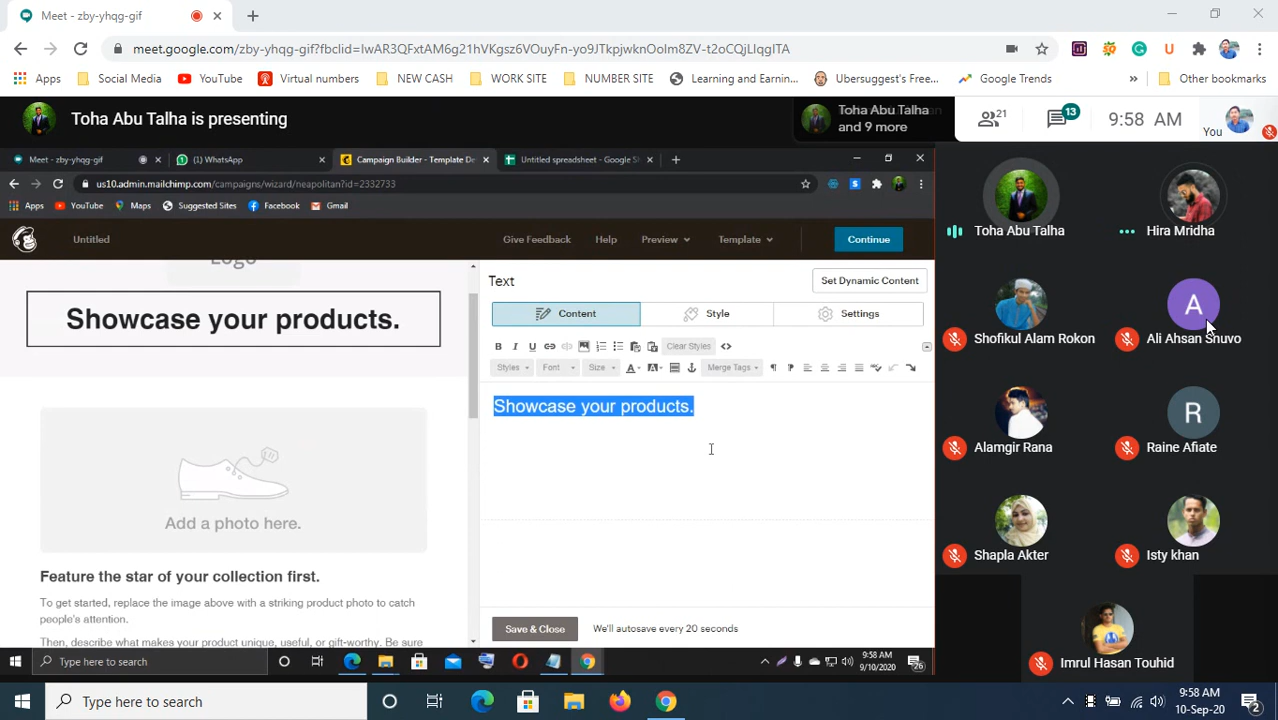 Meet - zby-yhqg-gif
meet.google.com/zby-yhqg-gif?fbclid=IwAR3QFxtAM6g21hVKgsz6VOuyFn-yo9JTkpjwknOolm8ZV-t2oCQjLIqgITA
Apps Social Media YouTube Virtual numbers NEW CASH WORK SITE NUMBER SITE Learning and Earnin... Ubersuggest's Free... Google Trends Other bookmarks
Toha Abu Talha is presenting
Toha Abu Talha
and 9 more
21
13
9:58 AM
You
Meet - zby-yhqg-gif (1) WhatsApp Campaign Builder - Template De Untitled spreadsheet - Google S
us10.admin.mailchimp.com/campaigns/wizard/neapolitan?id=2332733
Apps YouTube Maps Suggested Sites Facebook Gmail
Untitled Give Feedback Help Preview Template Continue
Logo
Showcase your products.
Add a photo here.
Feature the star of your collection first.
To get started, replace the image above with a striking product photo to catch
people's attention.
Then, describe what makes your product unique, useful, or gift-worthy. Be sure
Text
Set Dynamic Content
Content Style Settings
B I U Clear Styles
Styles Font Size A A Merge Tags
Showcase your products.
Save & Close We'll autosave every 20 seconds
Type here to search
9:58 AM
9/10/2020
26
Toha Abu Talha
Hira Mridha
Shofikul Alam Rokon
A
Ali Ahsan Shuvo
Alamgir Rana
R
Raine Afiate
Shapla Akter
Isty khan
Imrul Hasan Touhid
Type here to search
9:58 AM
10-Sep-20
2